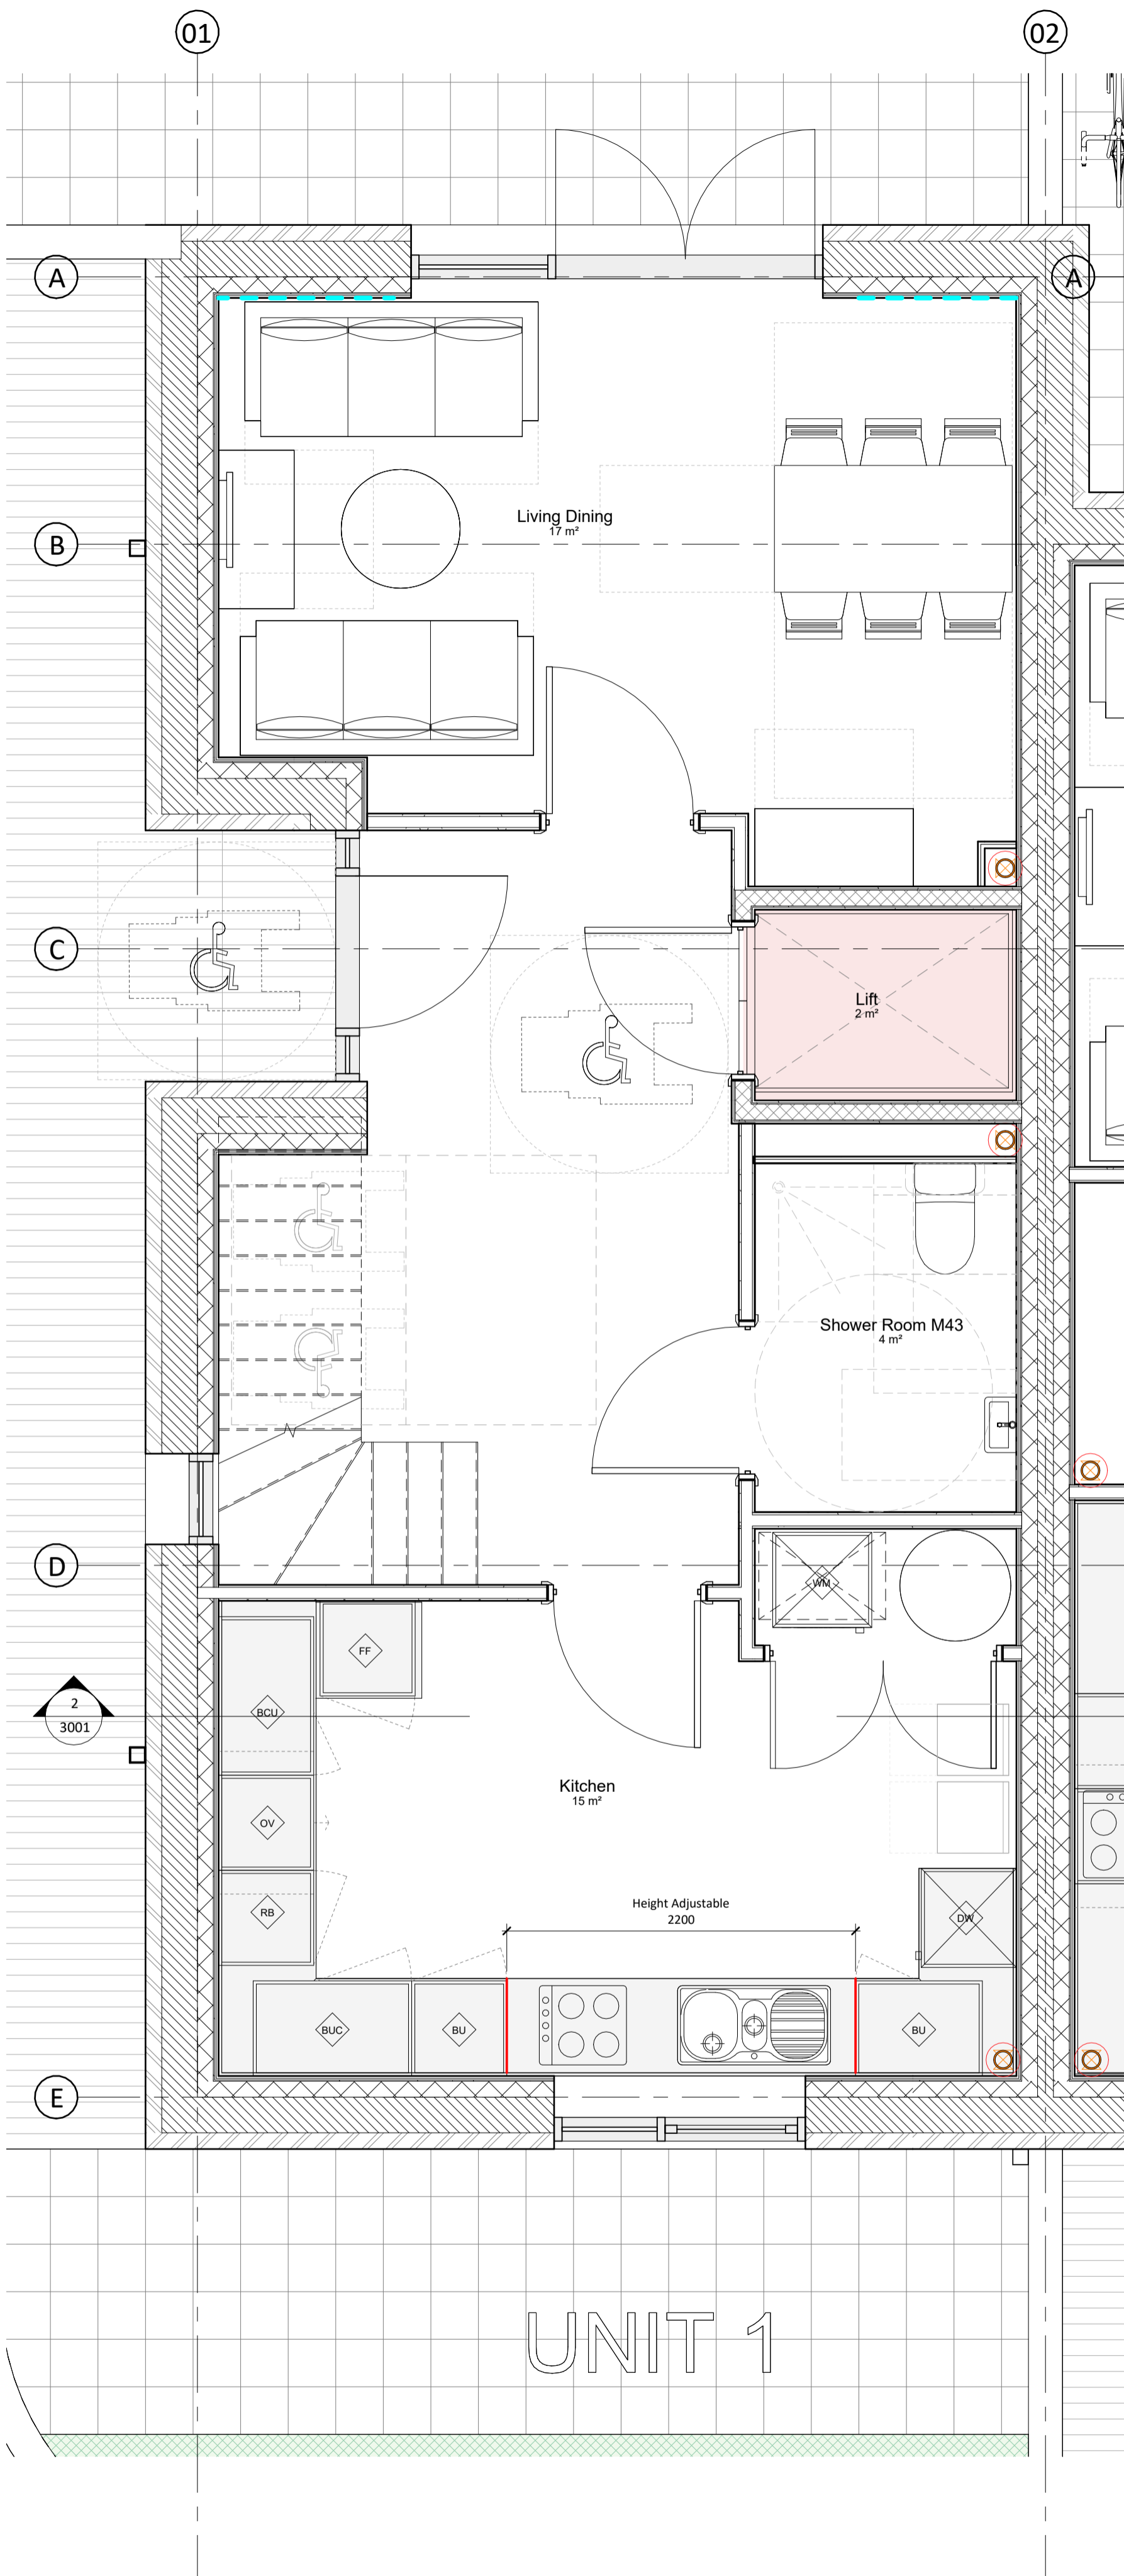 01
02
A
A
B
Living Dining
17 m²
C
Lift
2 m²
Shower Room M43
4 m²
D
WM
FF
2
3001
BCU
Kitchen
15 m²
OV
Height Adjustable
2200
RB
DW
BUC
BU
BU
E
UNIT 1